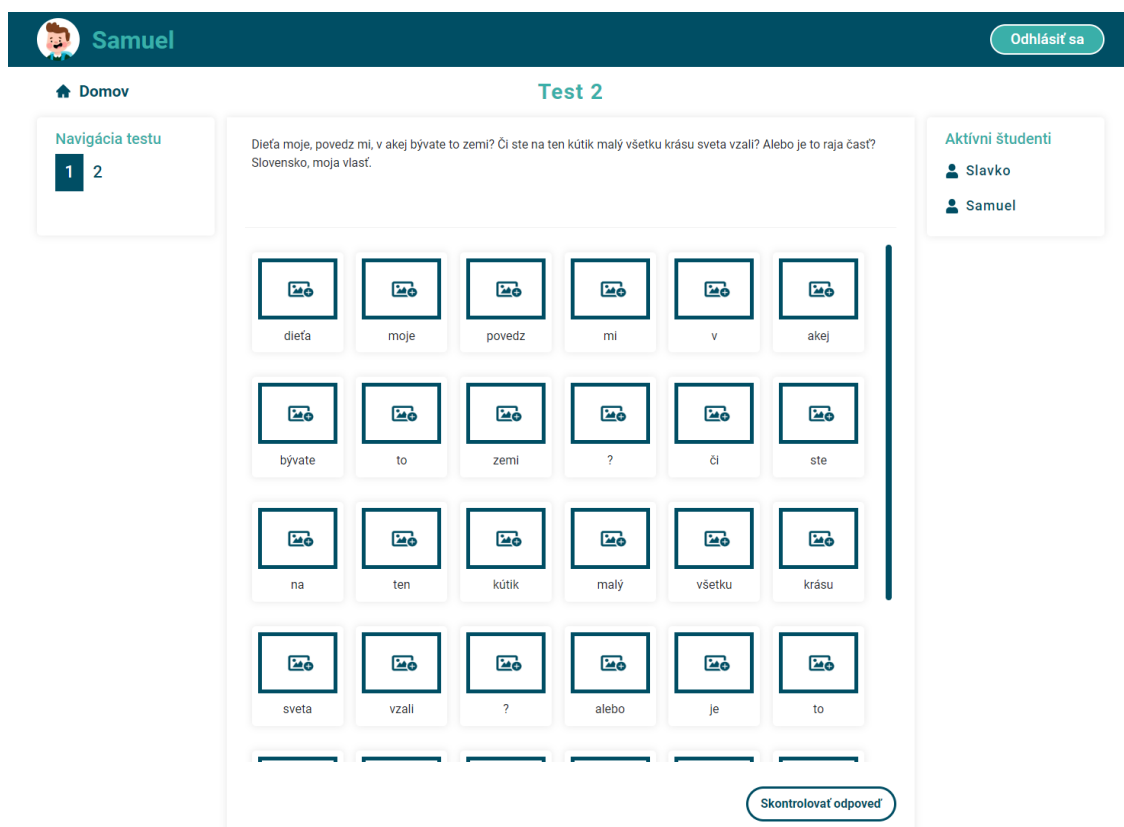 Samuel
Odhlásiť sa
Domov
Test 2
Navigácia testu
1 2
Dieťa moje, povedz mi, v akej bývate to zemi? Či ste na ten kútik malý všetku krásu sveta vzali? Alebo je to raja časť?
Slovensko, moja vlasť.
Aktívni študenti
Slavko
Samuel
dieťa moje povedz mi v akej
bývate to zemi ? či ste
na ten kútik malý všetku krásu
sveta vzali ? alebo je to
Skontrolovať odpoveď